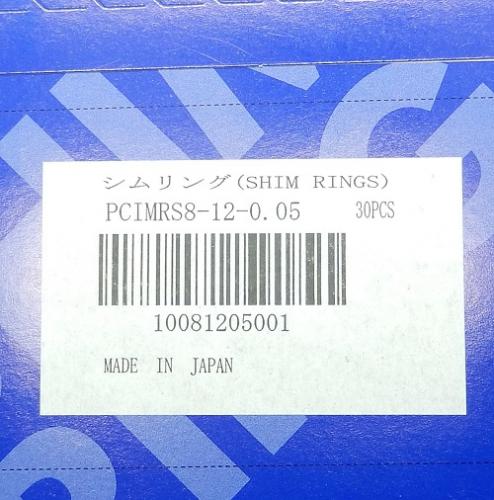 シムリング(SHIM RINGS)
PCIMRS8-12-0.05 30PCS
10081205001
MADE IN JAPAN